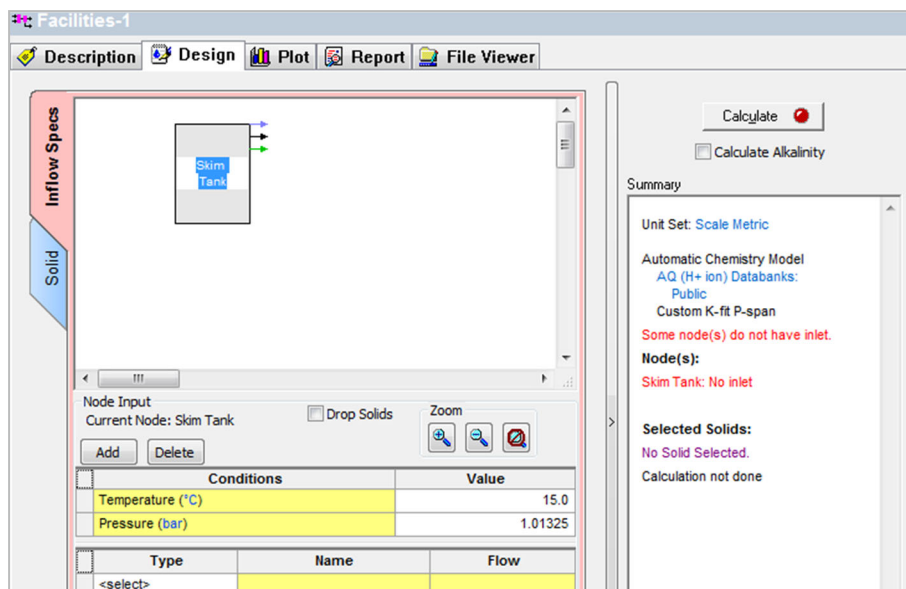 Facilities-1
Description Design Plot Report File Viewer
Inflow Specs
Solid
Skim
Tank
Node Input
Current Node: Skim Tank
Drop Solids
Zoom
Add Delete
Conditions Value
Temperature (°C) 15.0
Pressure (bar) 1.01325
Type Name Flow
<select>
Calculate
Calculate Alkalinity
Summary
Unit Set: Scale Metric
Automatic Chemistry Model
AQ (H+ ion) Databanks:
Public
Custom K-fit P-span
Some node(s) do not have inlet.
Node(s):
Skim Tank: No inlet
Selected Solids:
No Solid Selected.
Calculation not done